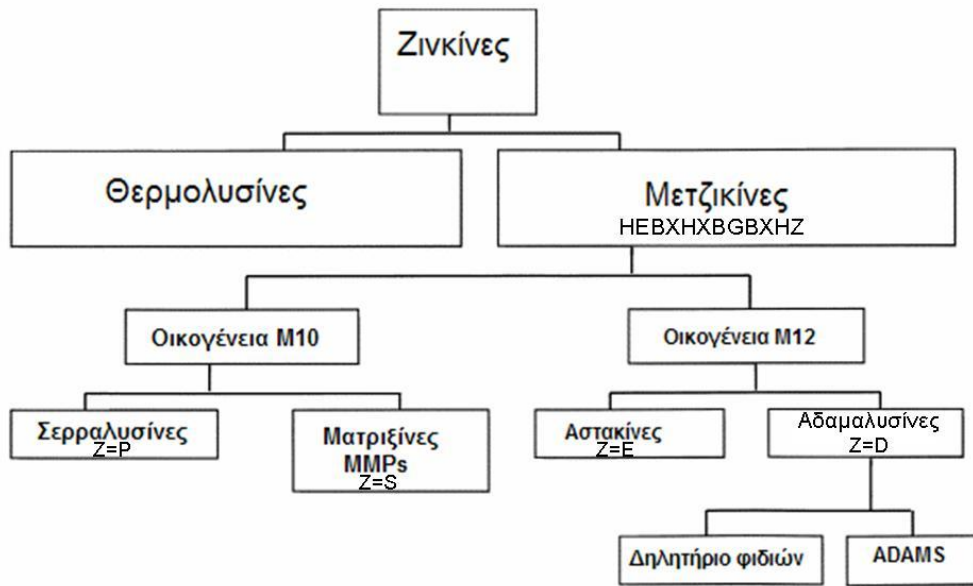 Ζινκίνες
Θερμολυσίνες
Μετζικίνες
HEBXHXBGBXHZ
Οικογένεια Μ10
Οικογένεια Μ12
Σερραλυσίνες
Z=P
Ματριξίνες
MMPs
Z=S
Αστακίνες
Z=E
Αδαμαλυσίνες
Z=D
Δηλητήριο φιδιών
ADAMS